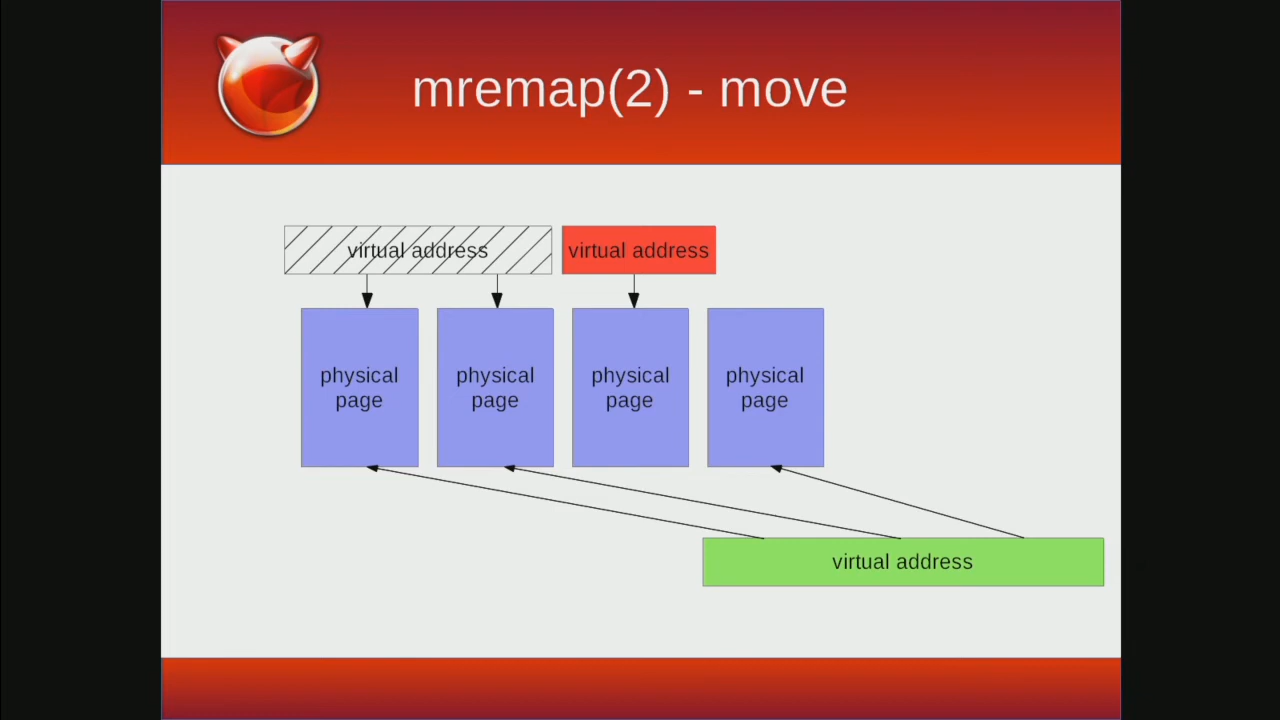 mremap(2) - move
virtual address
virtual address
physical
page
physical
page
physical
page
physical
page
virtual address